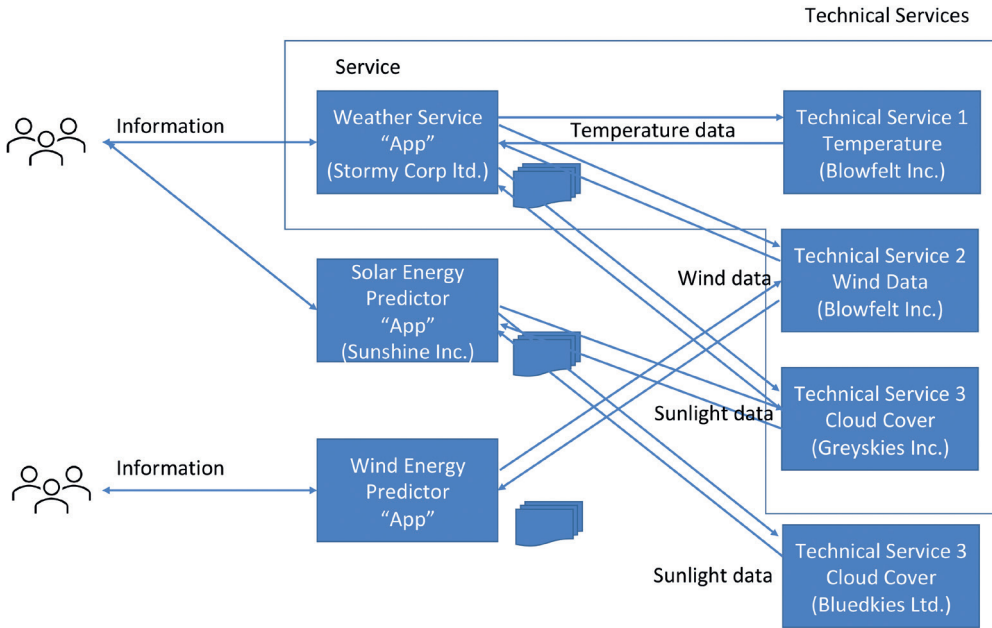 Technical Services
Service
Information
Weather Service
“App”
(Stormy Corp ltd.)
Temperature data
Technical Service 1
Temperature
(Blowfelt Inc.)
Solar Energy
Predictor
“App”
(Sunshine Inc.)
Wind data
Technical Service 2
Wind Data
(Blowfelt Inc.)
Sunlight data
Technical Service 3
Cloud Cover
(Greyskies Inc.)
Information
Wind Energy
Predictor
“App”
Sunlight data
Technical Service 3
Cloud Cover
(Bluedkies Ltd.)